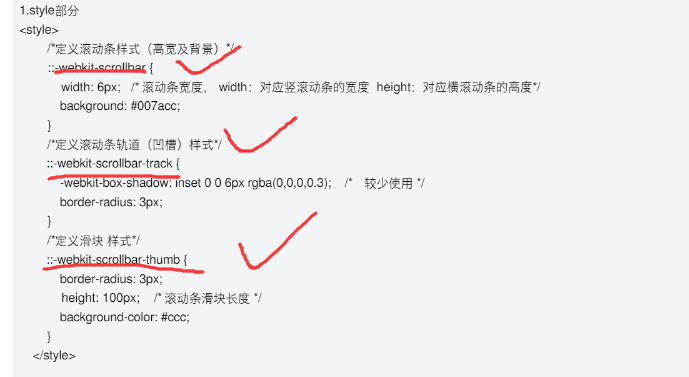 1.style部分
<style>
/*定义滚动条样式（高宽及背景）*/
::-webkit-scrollbar {
width: 6px; /* 滚动条宽度， width：对应竖滚动条的宽度 height：对应横滚动条的高度*/
background: #007acc;
}
/*定义滚动条轨道（凹槽）样式*/
::-webkit-scrollbar-track {
-webkit-box-shadow: inset 0 0 6px rgba(0,0,0,0.3); /* 较少使用 */
border-radius: 3px;
}
/*定义滑块 样式*/
::-webkit-scrollbar-thumb {
border-radius: 3px;
height: 100px; /* 滚动条滑块长度 */
background-color: #ccc;
}
</style>